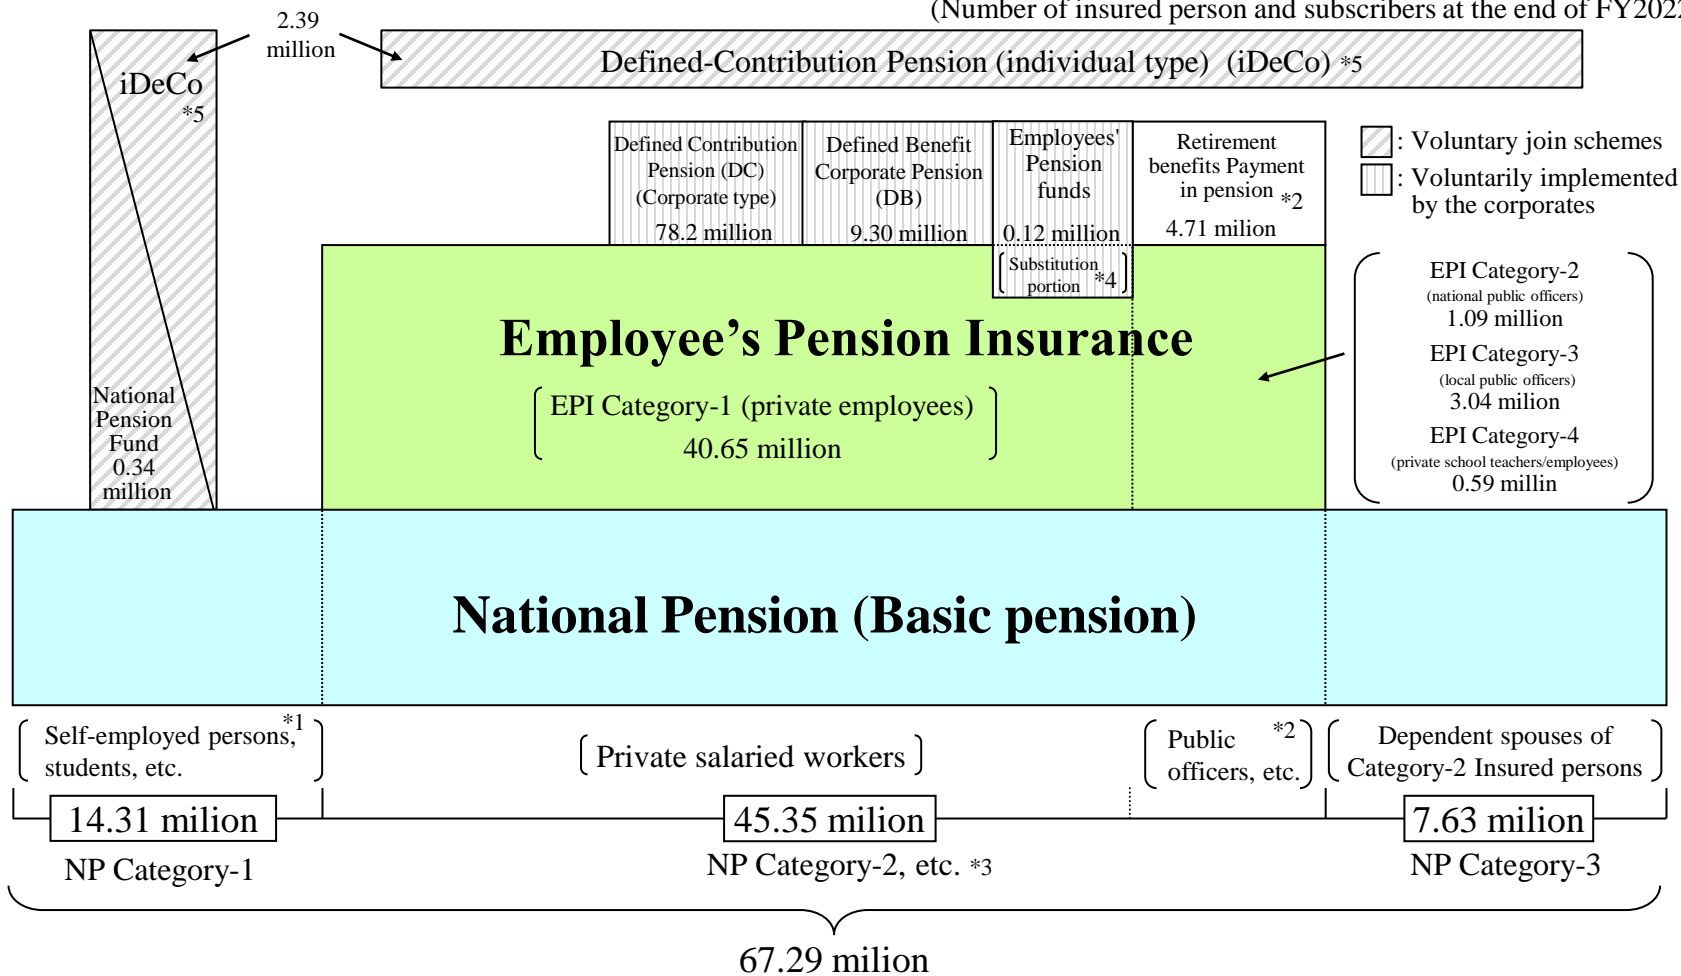 (Number of insured person and subscribers at the end of FY2022
2.39
million
iDeCo
*5
Defined-Contribution Pension (individual type) (iDeCo) *5
Defined Contribution
Pension (DC)
(Corporate type)
78.2 million
Defined Benefit
Corporate Pension
(DB)
9.30 million
Employees'
Pension
funds
0.12 million
Retirement
benefits Payment
in pension *2
4.71 milion
: Voluntary join schemes
: Voluntarily implemented
by the corporates
Substitution
portion *4
Employee’s Pension Insurance
EPI Category-1 (private employees)
40.65 million
EPI Category-2
(national public officers)
1.09 million
EPI Category-3
(local public officers)
3.04 milion
EPI Category-4
(private school teachers/employees)
0.59 millin
National
Pension
Fund
0.34
million
National Pension (Basic pension)
Self-employed persons, *1
students, etc.
Private salaried workers
Public *2
officers, etc.
Dependent spouses of
Category-2 Insured persons
14.31 milion
45.35 milion
7.63 milion
NP Category-1
NP Category-2, etc. *3
NP Category-3
67.29 milion